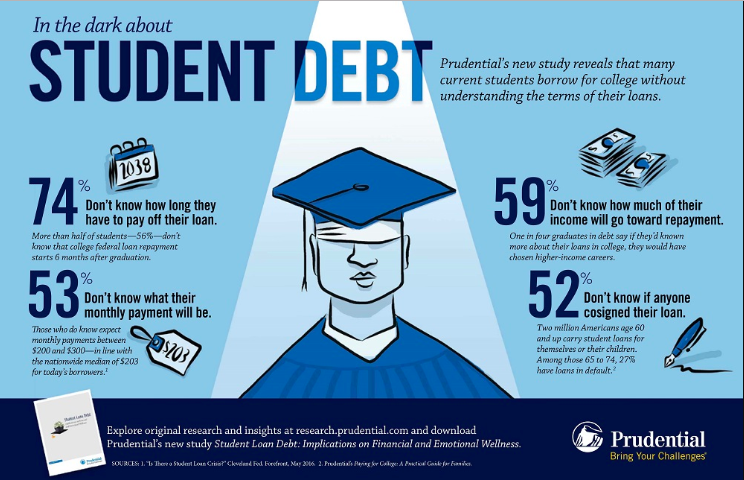 In the dark about
STUDENT DEBT
Prudential's new study reveals that many
current students borrow for college without
understanding the terms of their loans.
2038
74%
Don't know how long they
have to pay off their loan.
More than half of students—56%—don't
know that college federal loan repayment
starts 6 months after graduation.
53%
Don't know what their
monthly payment will be.
Those who do know expect
monthly payments between
$200 and $300—in line with
the nationwide median of $203
for today's borrowers.¹
$203
59%
Don't know how much of their
income will go toward repayment.
One in four graduates in debt say if they'd known
more about their loans in college, they would have
chosen higher-income careers.
52%
Don't know if anyone
cosigned their loan.
Two million Americans age 60
and up carry student loans for
themselves or their children.
Among those 65 to 74, 27%
have loans in default.²
Student Loan Debt
Prudential
Explore original research and insights at research.prudential.com and download
Prudential's new study Student Loan Debt: Implications on Financial and Emotional Wellness.
SOURCES: 1. "Is There a Student Loan Crisis?" Cleveland Fed. Forefront, May 2016. 2. Prudential's Paying for College: A Practical Guide for Families.
Prudential
Bring Your Challenges®